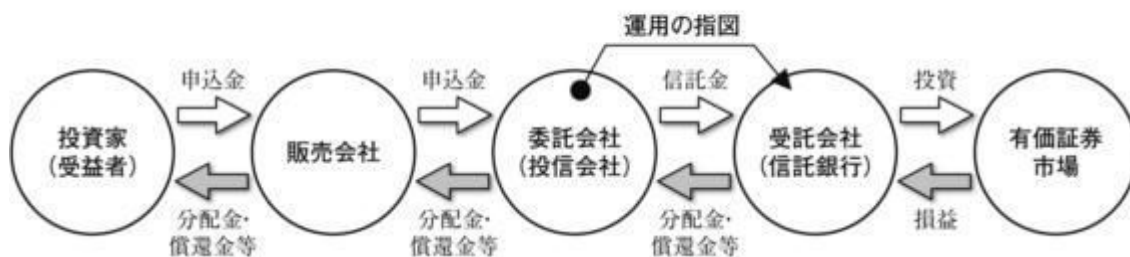 運用の指図
申込金
申込金
信託金
投資
投資家
(受益者)
販売会社
委託会社
(投信会社)
受託会社
(信託銀行)
有価証券
市場
分配金・
償還金等
分配金・
償還金等
分配金・
償還金等
損益